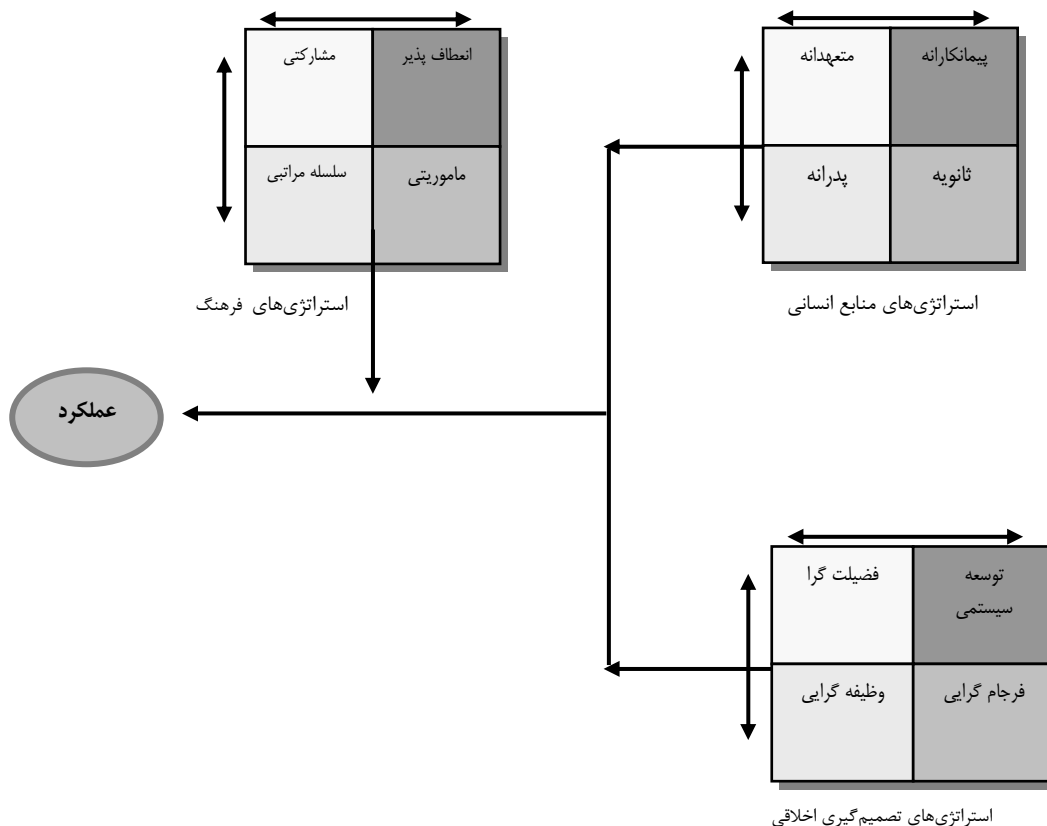 پیمانکارانه
متعهدانه
ثانویه
پدرانه
استراتژی‌های منابع انسانی
انعطاف پذیر
مشارکتی
ماموریتی
سلسله مراتبی
استراتژی‌های فرهنگ
عملکرد
توسعه
سیستمی
فضیلت گرا
فرجام گرایی
وظیفه گرایی
استراتژی‌های تصمیم‌گیری اخلاقی